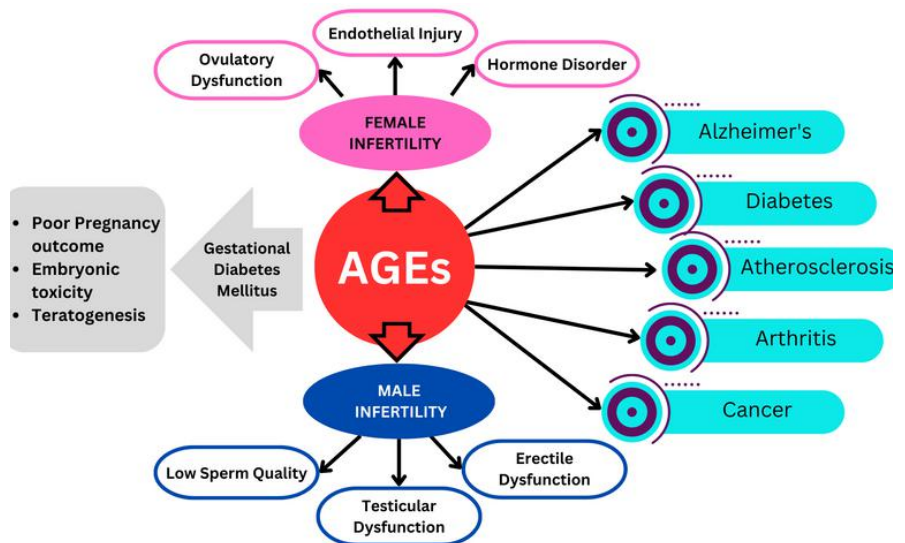 Endothelial Injury
Ovulatory
Dysfunction
Hormone Disorder
FEMALE
INFERTILITY
Alzheimer's
Diabetes
Atherosclerosis
Arthritis
Cancer
• Poor Pregnancy
outcome
• Embryonic
toxicity
• Teratogenesis
Gestational
Diabetes
Mellitus
AGEs
MALE
INFERTILITY
Low Sperm Quality
Testicular
Dysfunction
Erectile
Dysfunction